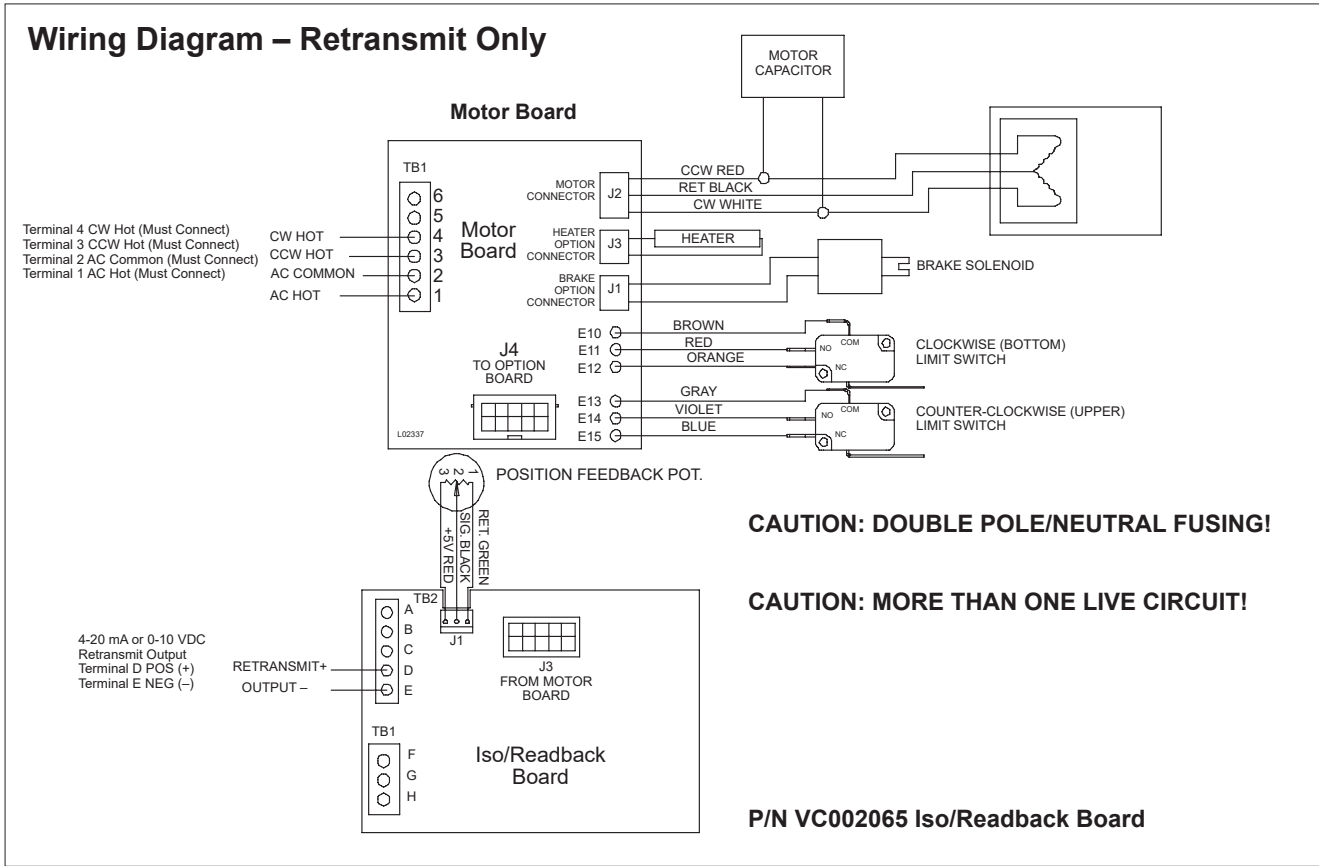 Wiring Diagram – Retransmit Only
MOTOR
CAPACITOR
Motor Board
TB1
6
5
4
3
2
1
Motor
Board
Terminal 4 CW Hot (Must Connect)
Terminal 3 CCW Hot (Must Connect)
Terminal 2 AC Common (Must Connect)
Terminal 1 AC Hot (Must Connect)
CW HOT
CCW HOT
AC COMMON
AC HOT
MOTOR
CONNECTOR
J2
CCW RED
RET BLACK
CW WHITE
HEATER
OPTION
CONNECTOR
J3
HEATER
BRAKE
OPTION
CONNECTOR
J1
BRAKE SOLENOID
J4
TO OPTION
BOARD
L02337
E10
E11
E12
BROWN
RED
ORANGE
NO
COM
NC
CLOCKWISE (BOTTOM)
LIMIT SWITCH
E13
E14
E15
GRAY
VIOLET
BLUE
NO
COM
NC
COUNTER-CLOCKWISE (UPPER)
LIMIT SWITCH
3 2 1
POSITION FEEDBACK POT.
+5V RED
SIG. BLACK
RET. GREEN
CAUTION: DOUBLE POLE/NEUTRAL FUSING!
CAUTION: MORE THAN ONE LIVE CIRCUIT!
4-20 mA or 0-10 VDC
Retransmit Output
Terminal D POS (+)
Terminal E NEG (–)
RETRANSMIT+
OUTPUT –
TB2
A
B
C
D
E
J1
J3
FROM MOTOR
BOARD
TB1
F
G
H
Iso/Readback
Board
P/N VC002065 Iso/Readback Board